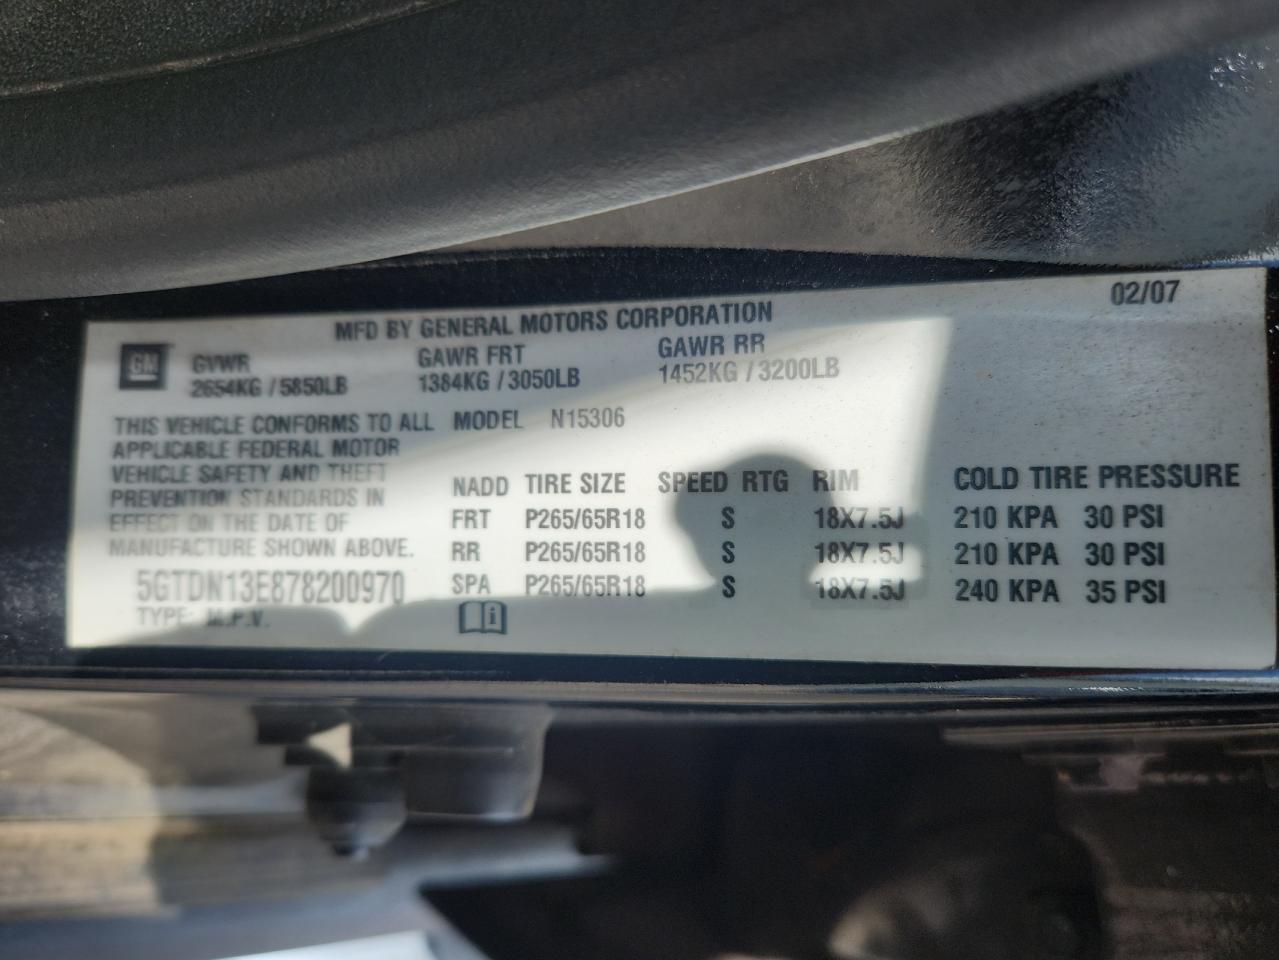 02/07
MFD BY GENERAL MOTORS CORPORATION
GM
GVWR GAWR FRT GAWR RR
2654KG / 5850LB 1384KG / 3050LB 1452KG / 3200LB
THIS VEHICLE CONFORMS TO ALL
APPLICABLE FEDERAL MOTOR
VEHICLE SAFETY AND THEFT
PREVENTION STANDARDS IN
EFFECT ON THE DATE OF
MANUFACTURE SHOWN ABOVE.
5GTDN13E878200970
TYPE: M.P.V.
MODEL N15306
NADD TIRE SIZE SPEED RTG RIM COLD TIRE PRESSURE
FRT P265/65R18 S 18X7.5J 210 KPA 30 PSI
RR P265/65R18 S 18X7.5J 210 KPA 30 PSI
SPA P265/65R18 S 18X7.5J 240 KPA 35 PSI
i